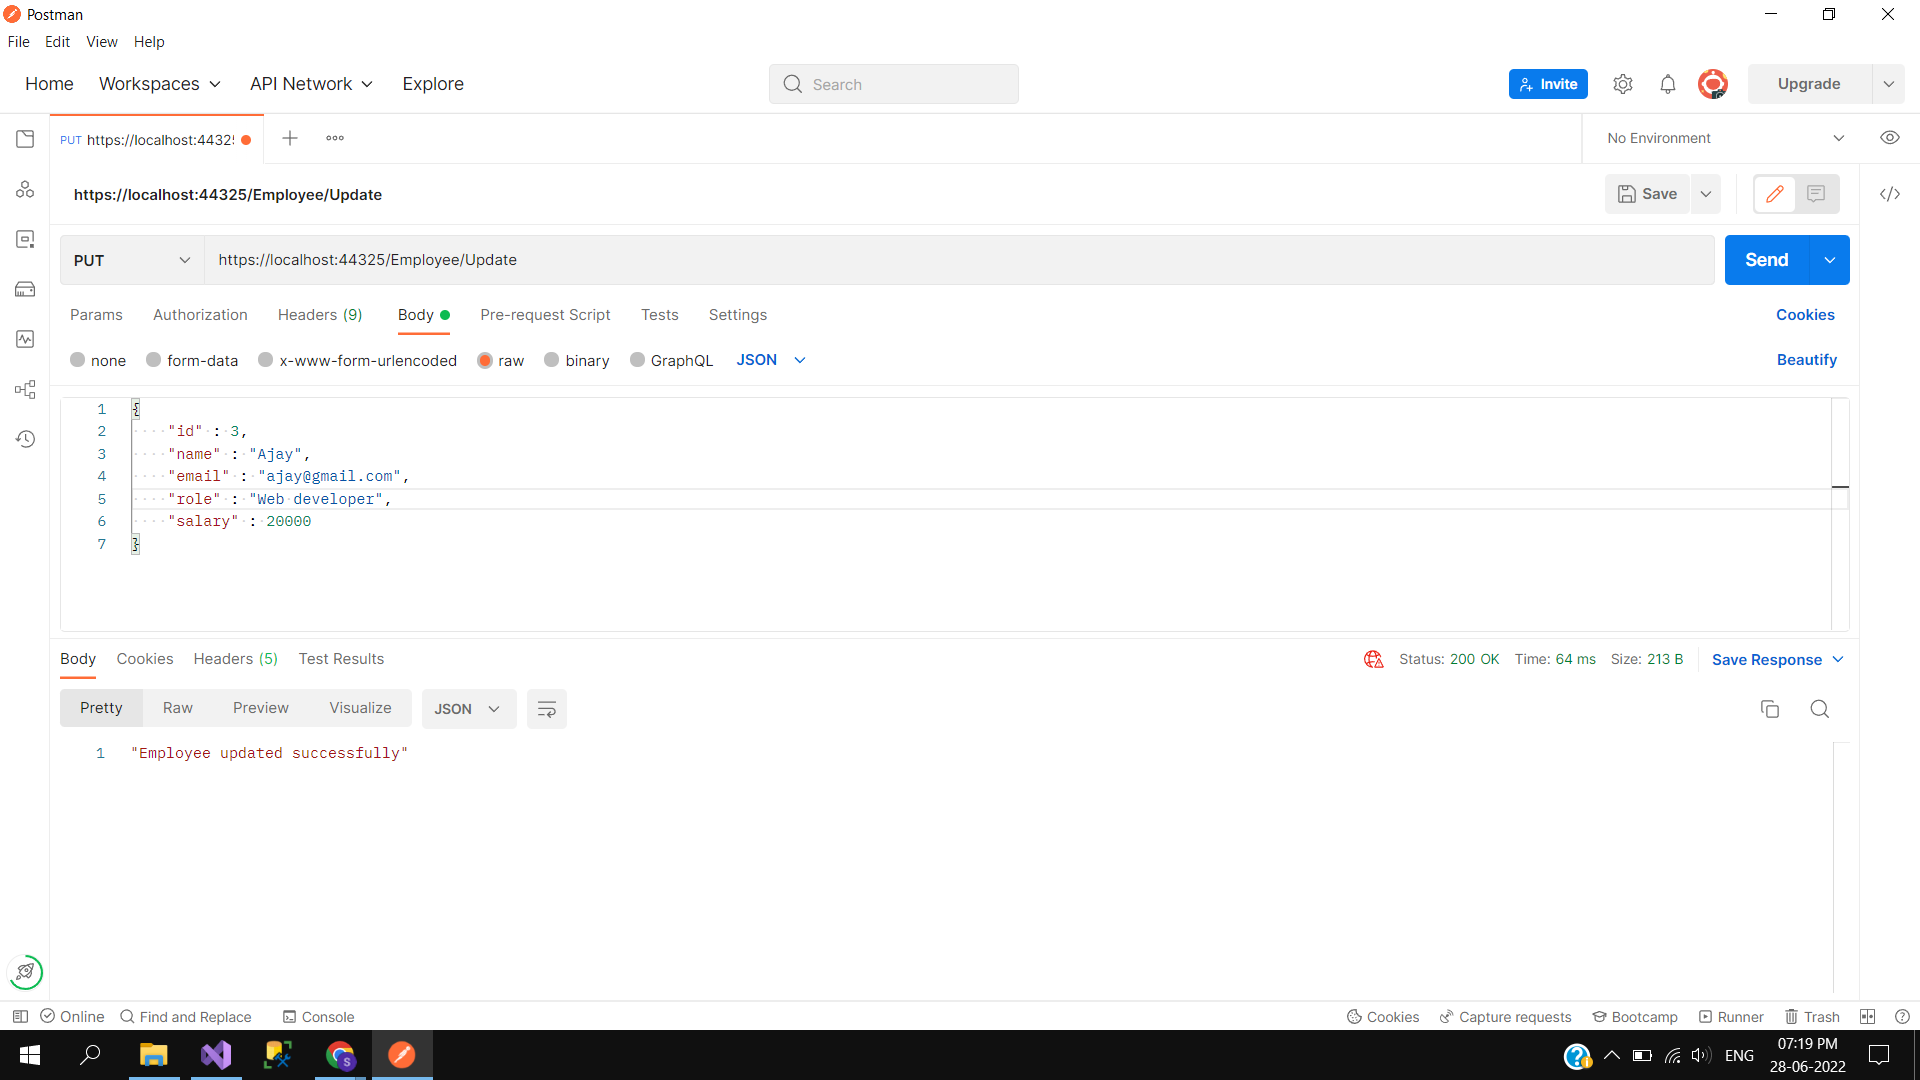 Postman
File Edit View Help
Home Workspaces API Network Explore Search Invite Upgrade
PUT https://localhost:4432 No Environment
https://localhost:44325/Employee/Update Save
PUT https://localhost:44325/Employee/Update Send
Params Authorization Headers (9) Body Pre-request Script Tests Settings Cookies
none form-data x-www-form-urlencoded raw binary GraphQL JSON Beautify
1 {
2 "id" : 3,
3 "name" : "Ajay",
4 "email" : "ajay@gmail.com",
5 "role" : "Web developer",
6 "salary" : 20000
7 }
Body Cookies Headers (5) Test Results Status: 200 OK Time: 64 ms Size: 213 B Save Response
Pretty Raw Preview Visualize JSON
1 "Employee updated successfully"
Online Find and Replace Console Cookies Capture requests Bootcamp Runner Trash
ENG 07:19 PM
28-06-2022